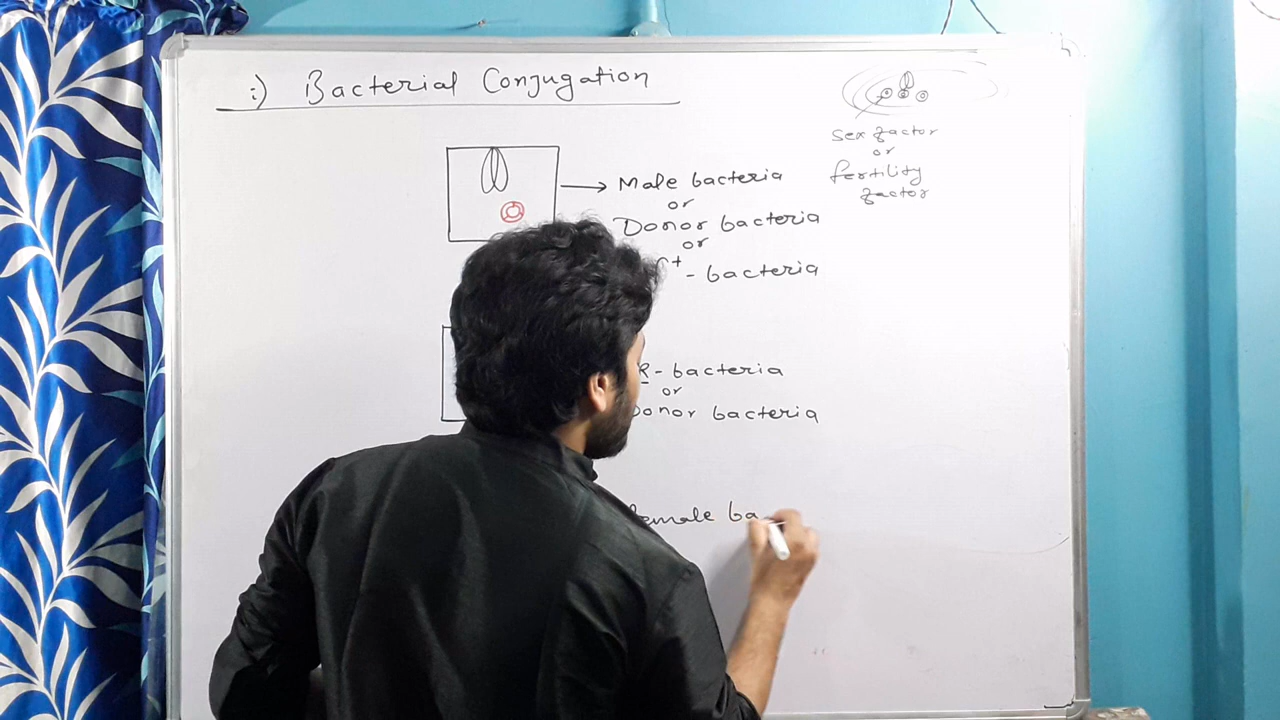 :) Bacterial Conjugation
sex factor
or
fertility
factor
Male bacteria
or
Donor bacteria
or
+ - bacteria
- bacteria
or
Donor bacteria
female